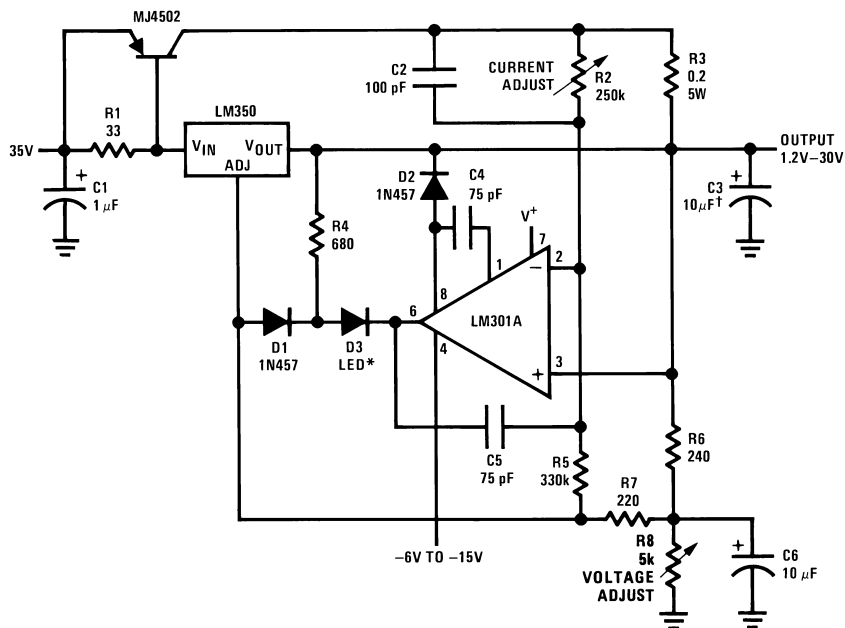 MJ4502
C2
100 pF
CURRENT
ADJUST
R2
250k
R3
0.2
5W
R1
33
LM350
35V
VIN
VOUT
ADJ
OUTPUT
1.2V–30V
+
C1
1 μF
D2
1N457
C4
75 pF
+
C3
10μF†
R4
680
V+
7
1
2
–
8
6
LM301A
4
3
+
D1
1N457
D3
LED*
C5
75 pF
R5
330k
R6
240
R7
220
–6V TO –15V
R8
5k
VOLTAGE
ADJUST
+
C6
10 μF